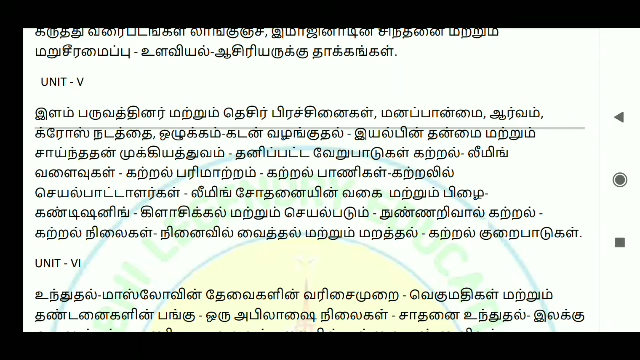 கருத்து வரைபடங்கள் லாங்குஞ்ச், இமாஜினாடின் சிந்தனை மற்றும்
மறுசீரமைப்பு - உளவியல்-ஆசிரியருக்கு தாக்கங்கள்.
UNIT - V
இளம் பருவத்தினர் மற்றும் தெசிர் பிரச்சினைகள், மனப்பான்மை, ஆர்வம்,
க்ரோஸ் நடத்தை, ஒழுக்கம்-கடன் வழங்குதல் - இயல்பின் தன்மை மற்றும்
சாய்ந்ததன் முக்கியத்துவம் - தனிப்பட்ட வேறுபாடுகள் கற்றல்- லீமிங்
வளைவுகள் - கற்றல் பரிமாற்றம் - கற்றல் பாணிகள்-கற்றலில்
செயல்பாட்டாளர்கள் - லீமிங் சோதனையின் வகை மற்றும் பிழை-
கண்டிஷனிங் - கிளாசிக்கல் மற்றும் செயல்படும் - நுண்ணறிவால் கற்றல் -
கற்றல் நிலைகள்- நினைவில் வைத்தல் மற்றும் மறத்தல் - கற்றல் குறைபாடுகள்.
UNIT - VI
உந்துதல்-மாஸ்லோவின் தேவைகளின் வரிசைமுறை - வெகுமதிகள் மற்றும்
தண்டனைகளின் பங்கு - ஒரு அபிலாஷை நிலைகள் - சாதனை உந்துதல்- இலக்கு